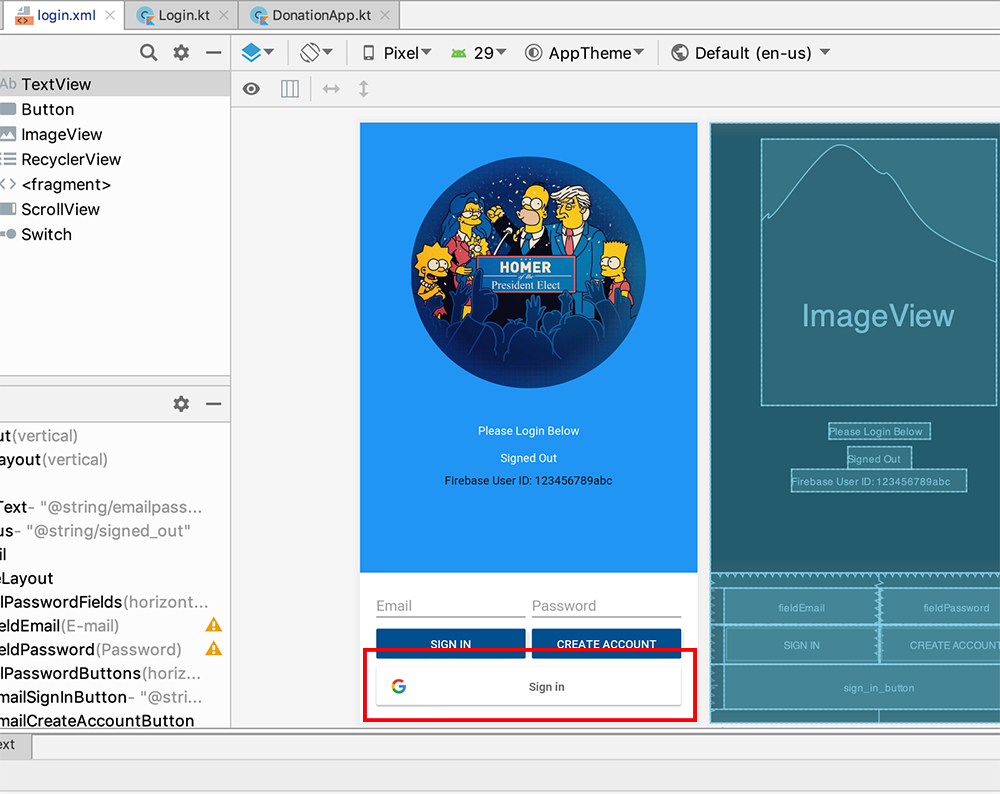 login.xml
Login.kt
DonationApp.kt
Pixel
29
AppTheme
Default (en-us)
Ab TextView
Button
ImageView
RecyclerView
<fragment>
ScrollView
Switch
ut(vertical)
ayout(vertical)
Text- "@string/emailpass...
us- "@string/signed_out"
il
eLayout
lPasswordFields(horizont...
eldEmail(E-mail)
eldPassword(Password)
lPasswordButtons(horiz...
mailSignInButton- "@stri...
mailCreateAccountButton
ext
HOMER
of the
President Elect
Please Login Below
Signed Out
Firebase User ID: 123456789abc
Email
Password
SIGN IN
CREATE ACCOUNT
Sign in
ImageView
Please Login Below
Signed Out
Firebase User ID: 123456789abc
fieldEmail
fieldPassword
SIGN IN
CREATE ACCOUNT
sign_in_button